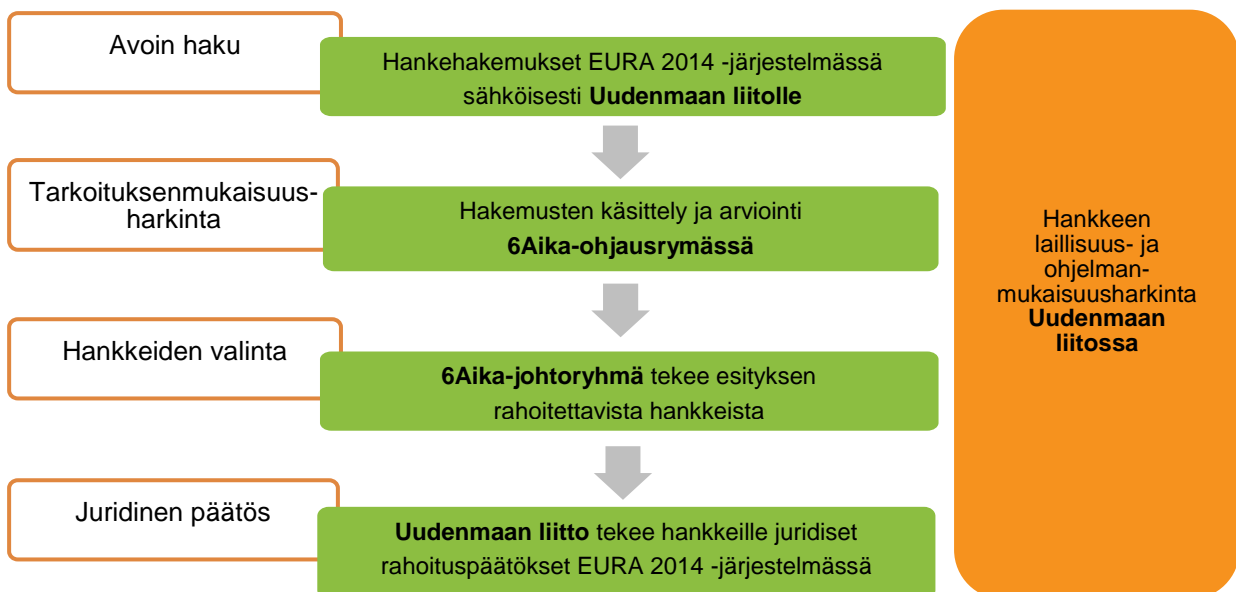 Avoin haku
Hankehakemukset EURA 2014 -järjestelmässä
sähköisesti Uudenmaan liitolle
Tarkoituksenmukaisuus-
harkinta
Hakemusten käsittely ja arviointi
6Aika-ohjausrymässä
Hankkeiden valinta
6Aika-johtoryhmä tekee esityksen
rahoitettavista hankkeista
Juridinen päätös
Uudenmaan liitto tekee hankkeille juridiset
rahoituspäätökset EURA 2014 -järjestelmässä
Hankkeen
laillisuus- ja
ohjelman-
mukaisuusharkinta
Uudenmaan
liitossa